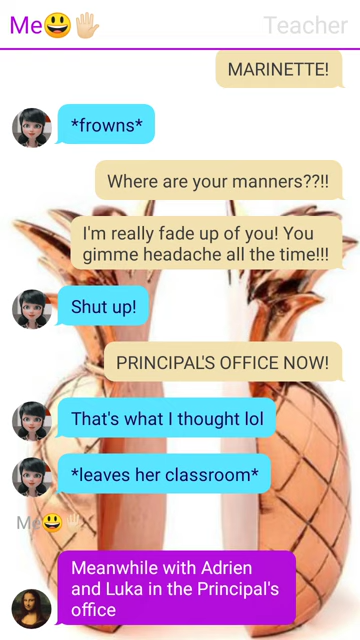 Me😃🖐🏻 Teacher
MARINETTE!
*frowns*
Where are your manners??!!
I'm really fade up of you! You
gimme headache all the time!!!
Shut up!
PRINCIPAL'S OFFICE NOW!
That's what I thought lol
*leaves her classroom*
Me😃🖐🏻
Meanwhile with Adrien
and Luka in the Principal's
office